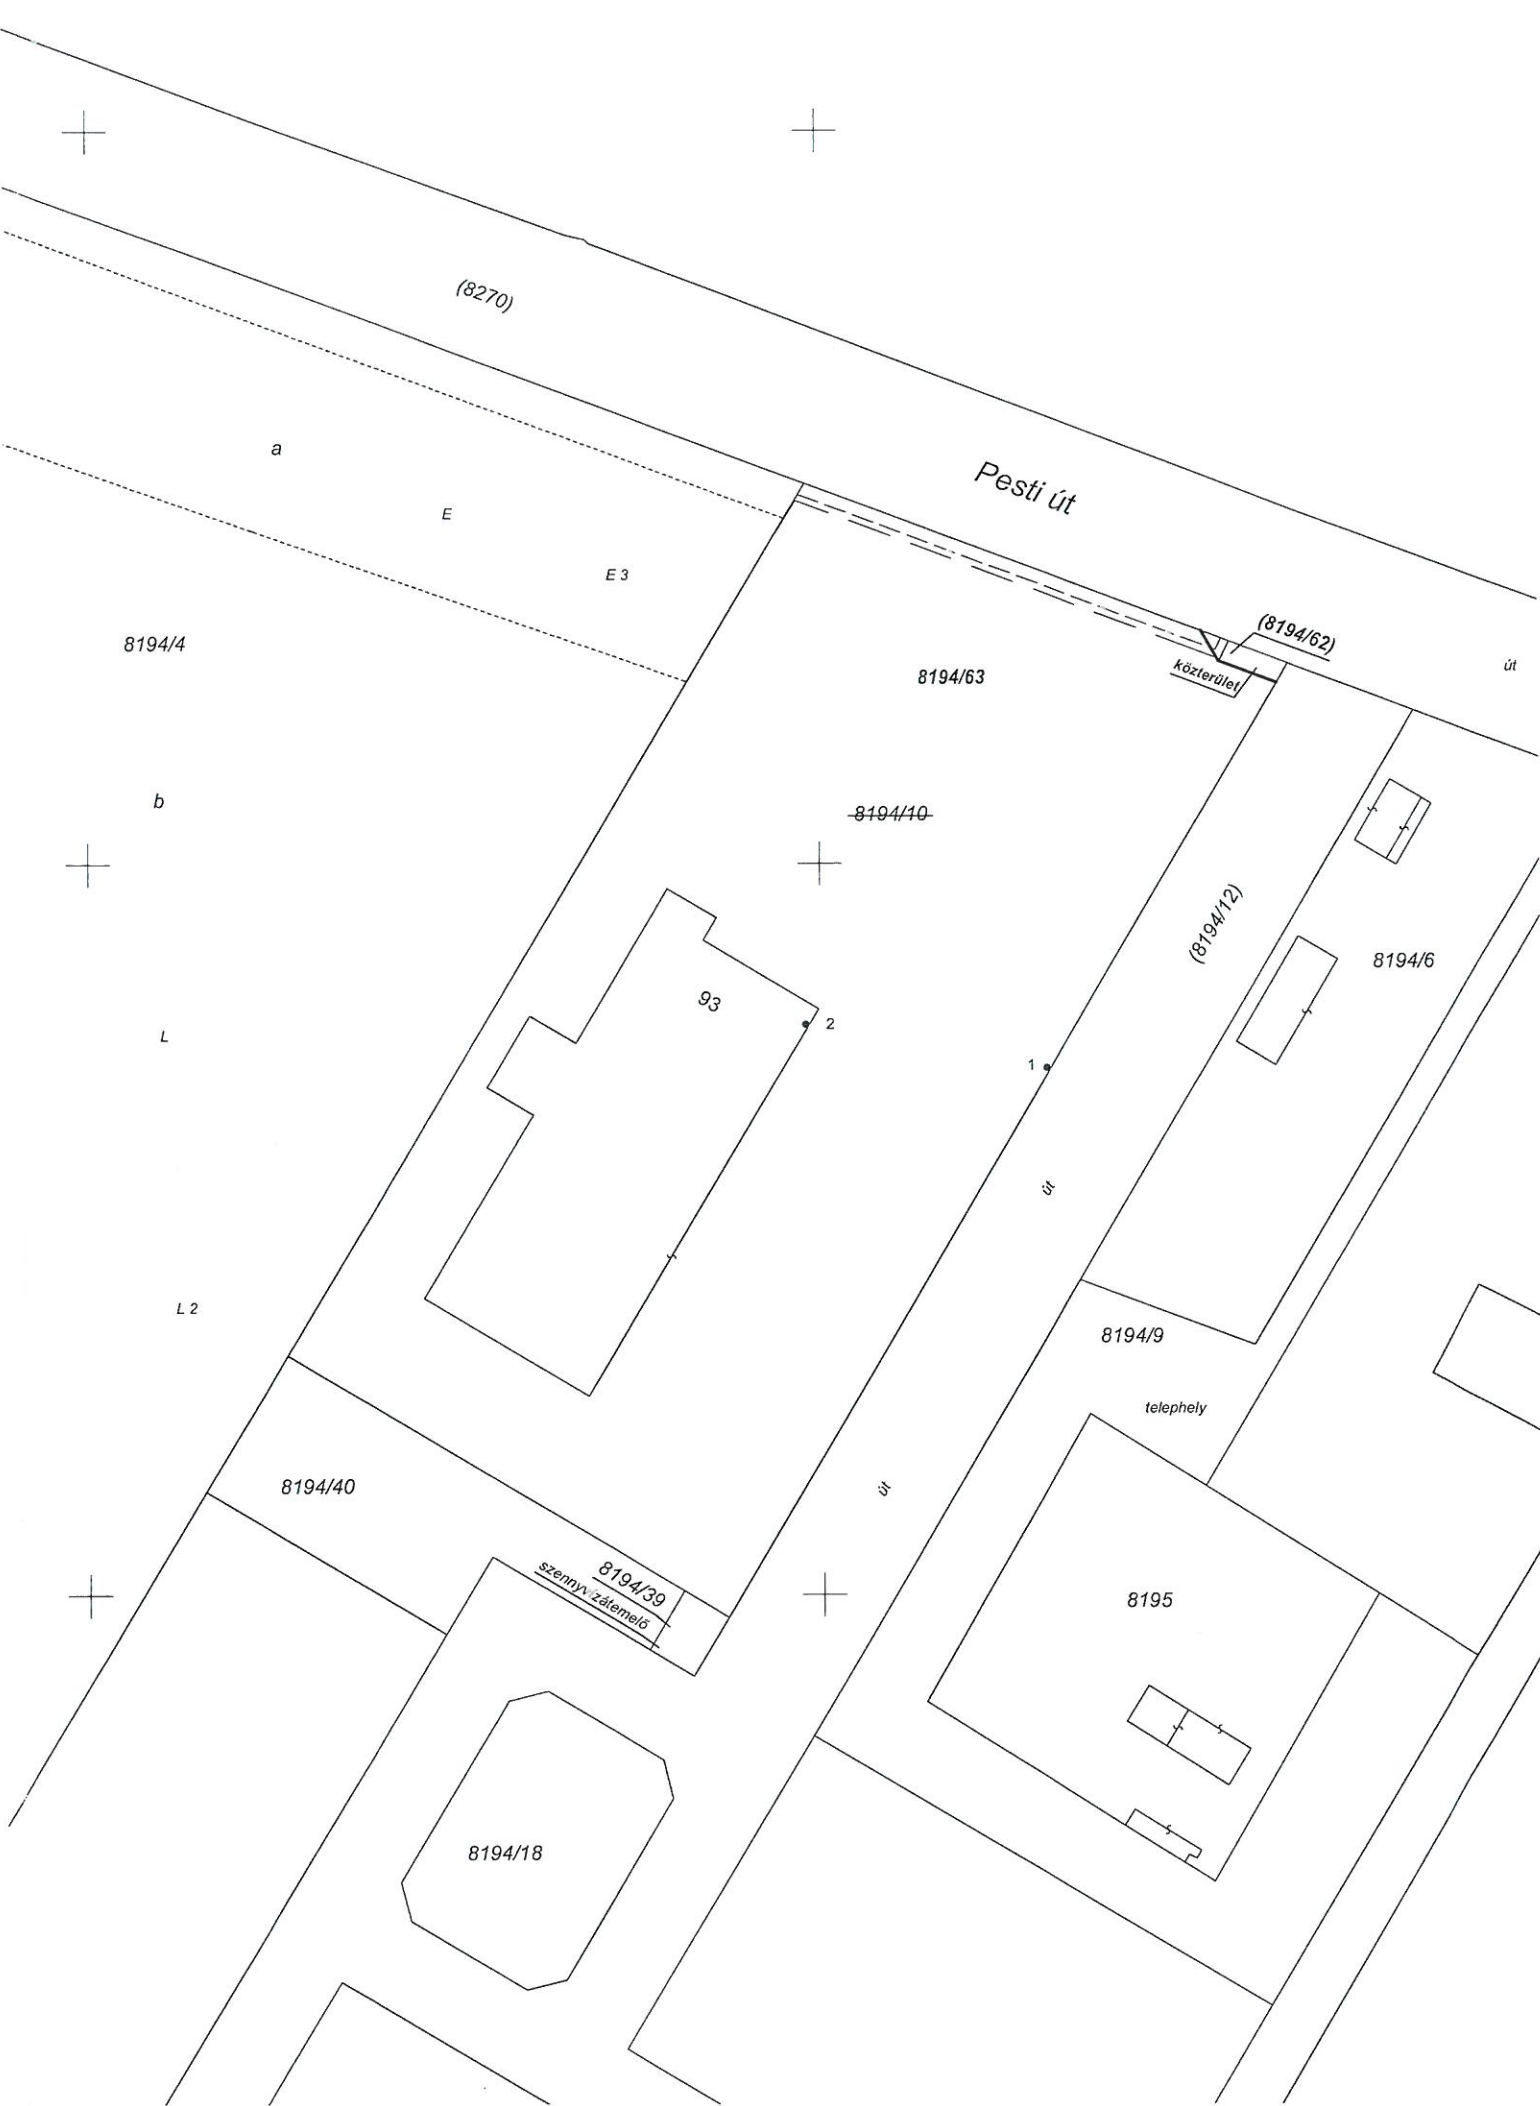 (8270)
a
Pesti út
E
E 3
(8194/62)
8194/4
út
közterület
8194/63
b
8194/10
(8194/12)
8194/6
93
2
L
1
út
L 2
8194/9
telephely
8194/40
út
8194/39
szennyvízátemelő
8195
8194/18